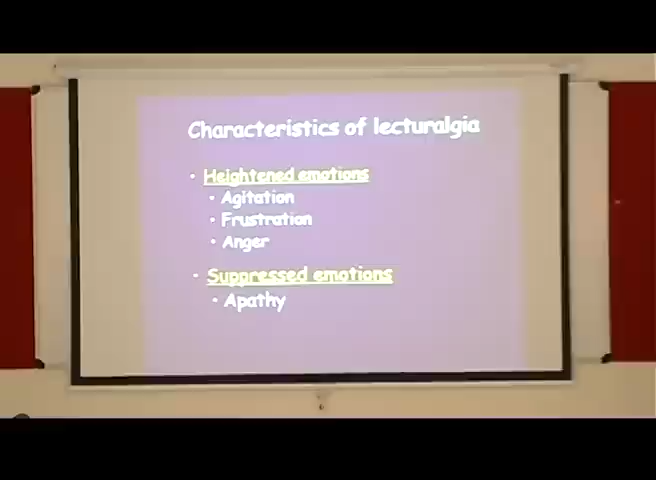 Characteristics of lecturalgia
• Heightened emotions
• Agitation
• Frustration
• Anger
• Suppressed emotions
• Apathy